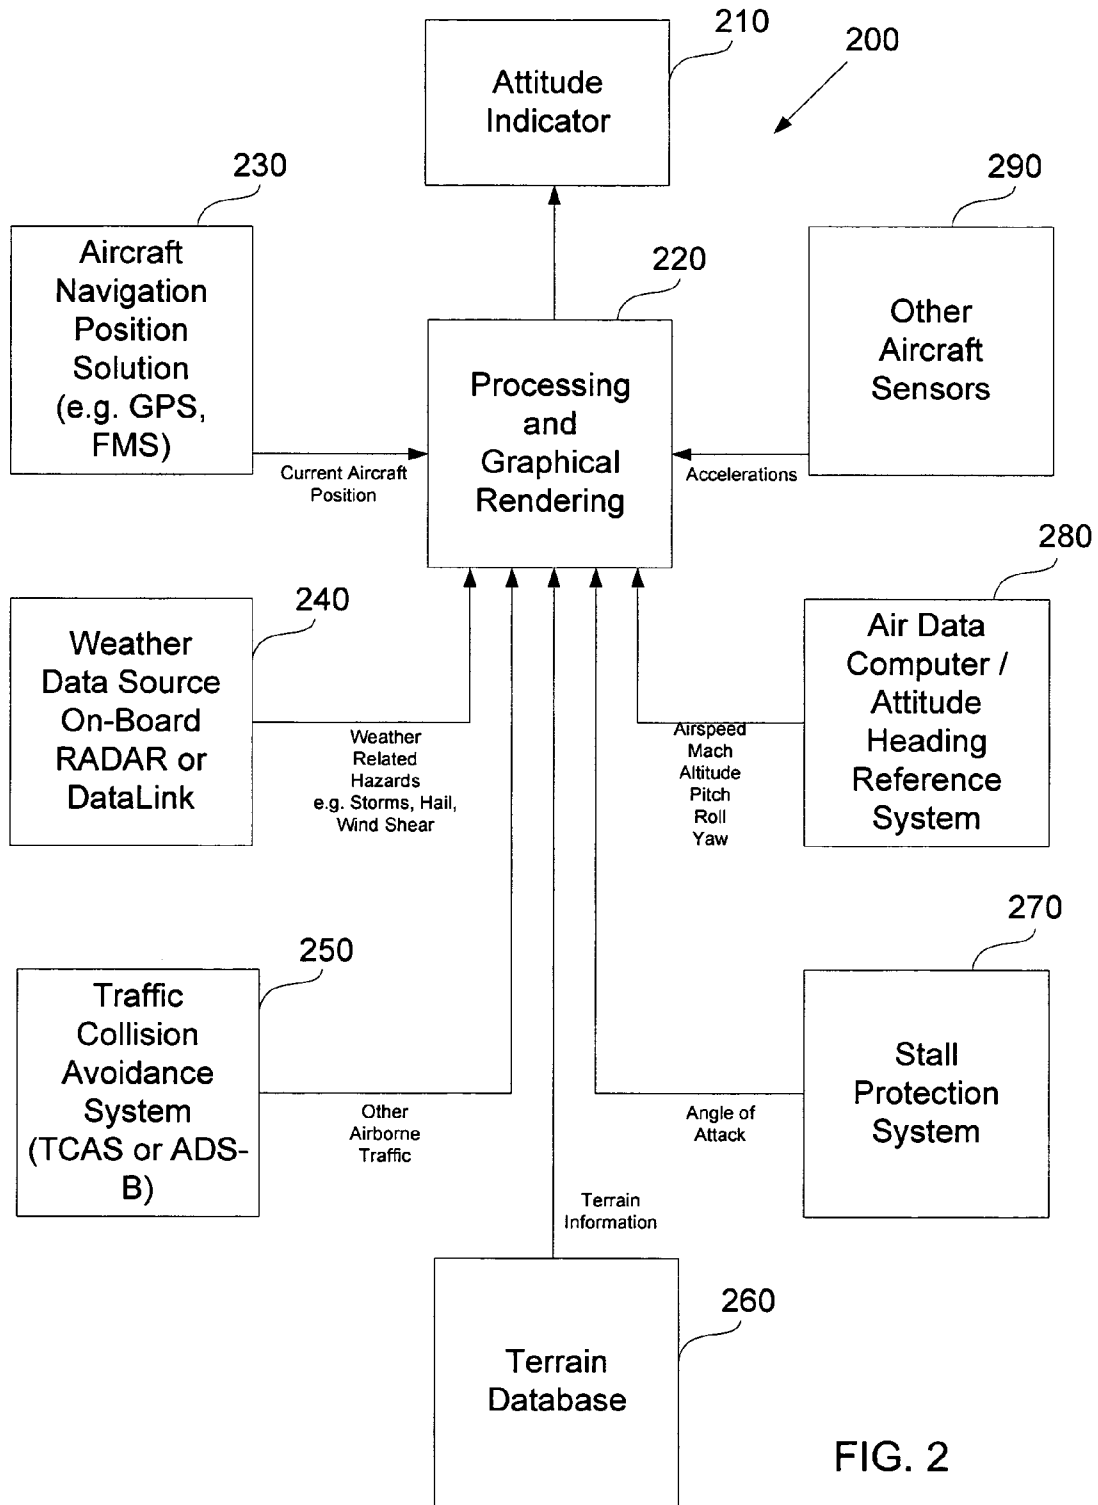 210
200
Attitude
Indicator
230
290
Aircraft
Navigation
Position
Solution
(e.g. GPS,
FMS)
220
Other
Aircraft
Sensors
Processing
and
Graphical
Rendering
Current Aircraft
Position
Accelerations
240
280
Weather
Data Source
On-Board
RADAR or
DataLink
Air Data
Computer /
Attitude
Heading
Reference
System
Weather
Related
Hazards
e.g. Storms, Hail,
Wind Shear
Airspeed
Mach
Altitude
Pitch
Roll
Yaw
250
270
Traffic
Collision
Avoidance
System
(TCAS or ADS-
B)
Stall
Protection
System
Other
Airborne
Traffic
Angle of
Attack
Terrain
Information
260
Terrain
Database
FIG. 2